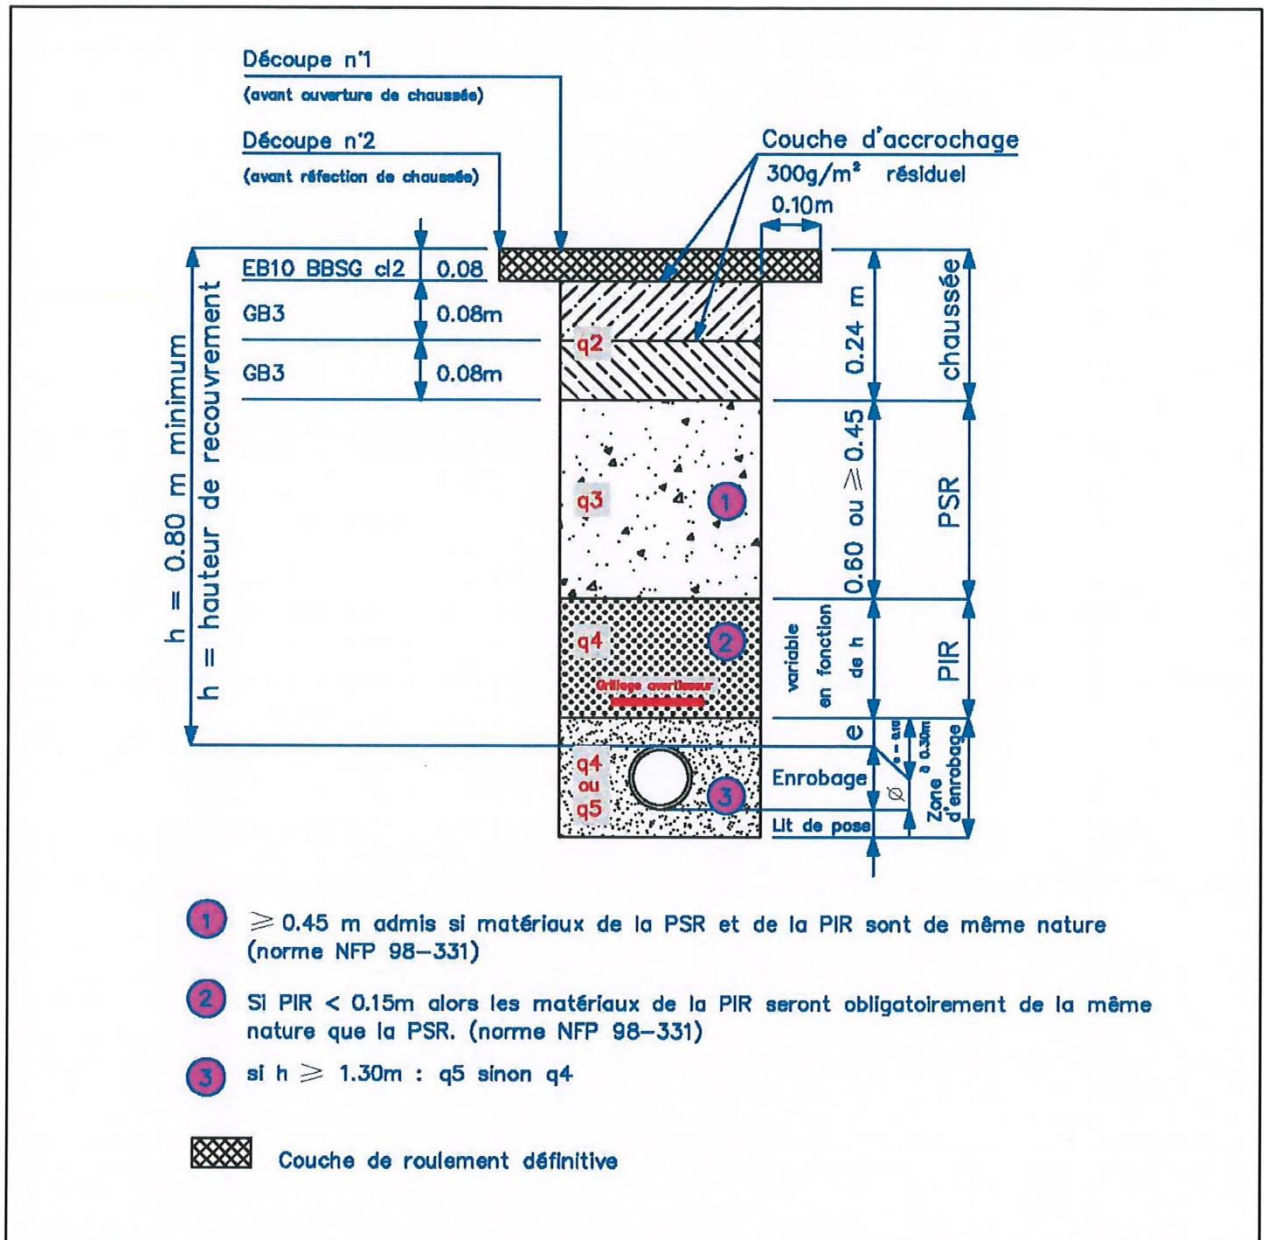 Découpe n°1
(avant ouverture de chaussée)
Découpe n°2
(avant réfection de chaussée)
Couche d'accrochage
300g/m² résiduel
0.10m
EB10 BBSG cl2
0.08
GB3
0.08m
GB3
0.08m
h = 0.80 m minimum
h = hauteur de recouvrement
q2
q3
1
q4
2
Grillage avertisseur
q4
ou
q5
3
0.24 m
chaussée
0.60 ou ≥ 0.45
PSR
variable
en fonction
de h
PIR
e
Enrobage
Ø
Lit de pose
à 0.30m
Zone
d'enrobage
1 ≥ 0.45 m admis si matériaux de la PSR et de la PIR sont de même nature
(norme NFP 98-331)
2 Si PIR < 0.15m alors les matériaux de la PIR seront obligatoirement de la même
nature que la PSR. (norme NFP 98-331)
3 si h ≥ 1.30m : q5 sinon q4
Couche de roulement définitive